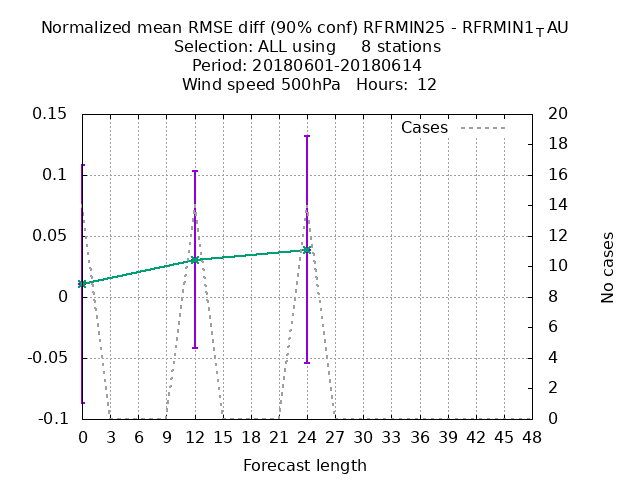 Normalized mean RMSE diff (90% conf) RFRMIN25 - RFRMIN1_TAU
Selection: ALL using     8 stations
Period: 20180601-20180614
Wind speed 500hPa   Hours:  12
0.15
0.1
0.05
0
-0.05
-0.1
Cases
20
18
16
14
12
10
8
6
4
2
0
No cases
0 3 6 9 12 15 18 21 24 27 30 33 36 39 42 45 48
Forecast length